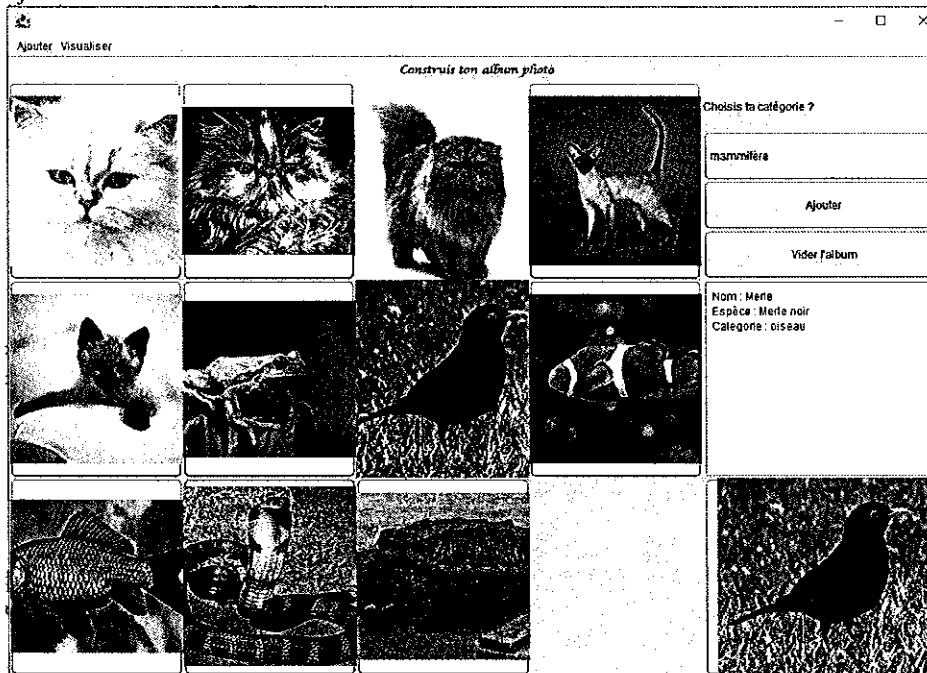 Ajouter Visualiser
Construis ton album photo
Choisis ta catégorie ?
mammifère
Ajouter
Vider l'album
Nom : Merle
Espèce : Merle noir
Categorie : oiseau